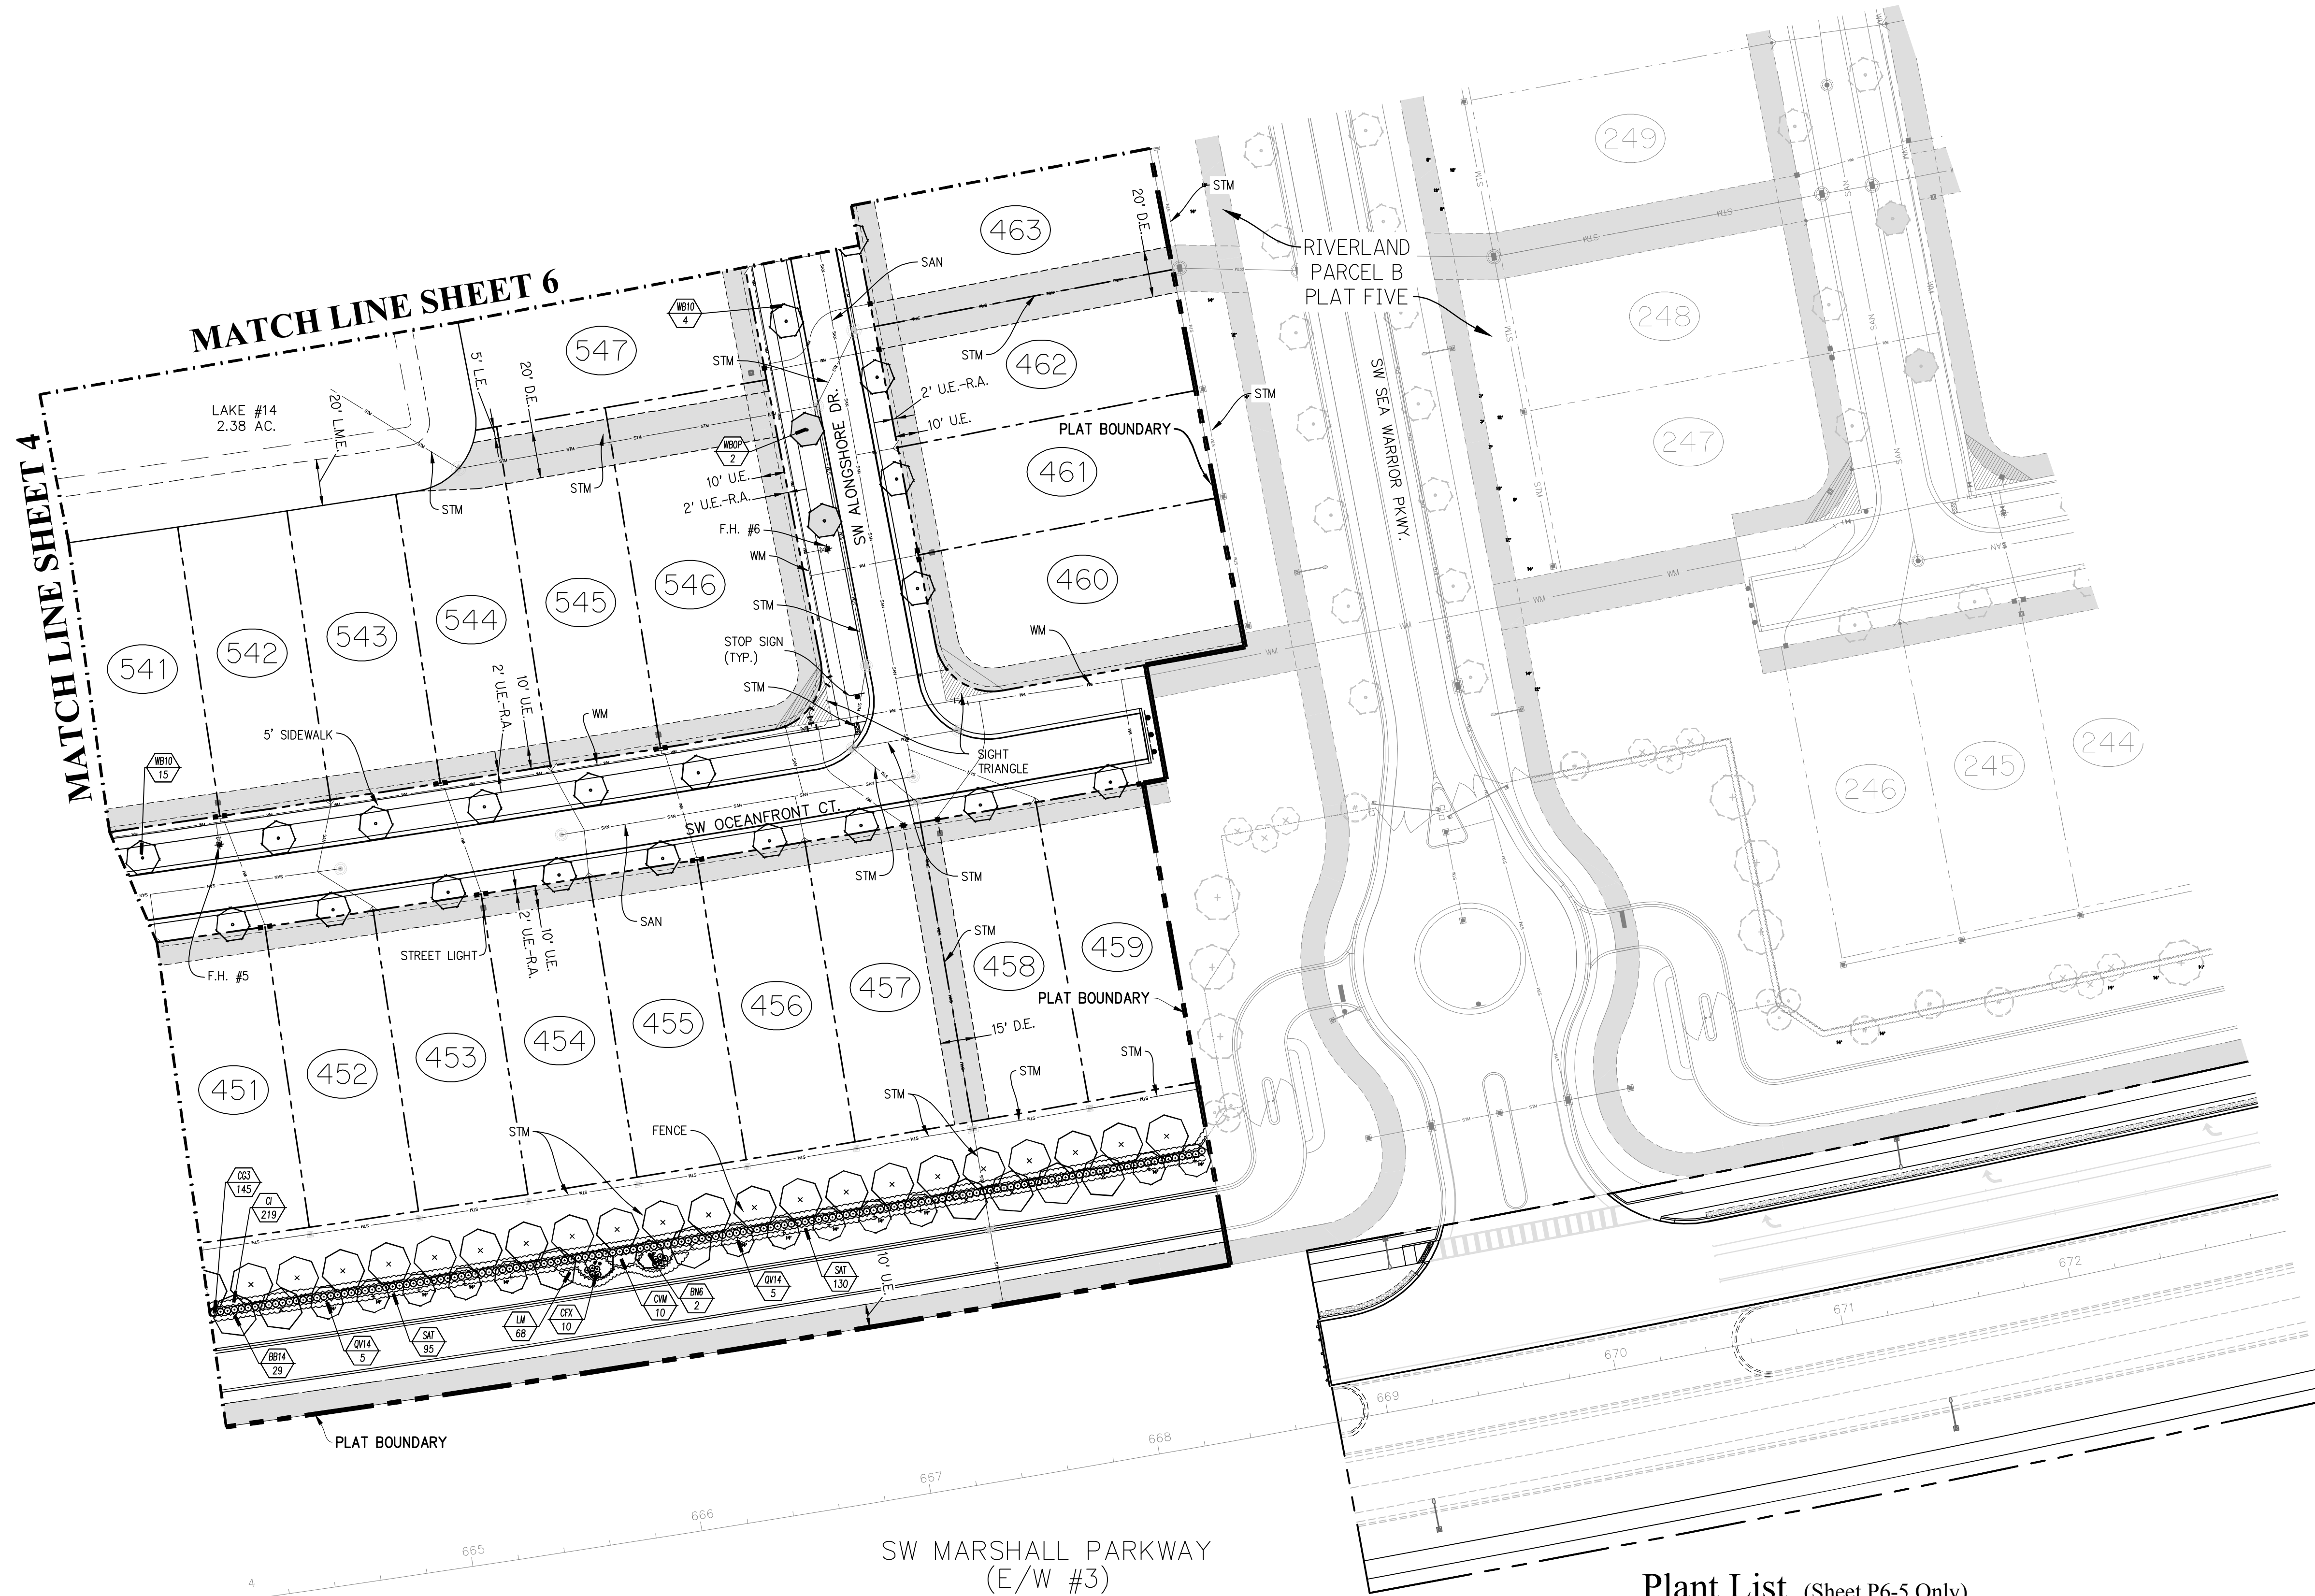 MATCH LINE SHEET 6
MATCH LINE SHEET 4
LAKE #14
2.38 AC.
20' L.M.E.
5' L.E.
20' D.E.
STM
STM
547
WB10
4
STM
WBOP
2
10' U.E.
2' U.E.-R.A.
F.H. #6
WM
STM
STOP SIGN
(TYP.)
STM
SW ALONGSHORE DR.
SAN
463
20' D.E.
STM
STM
462
2' U.E.-R.A.
10' U.E.
STM
PLAT BOUNDARY
461
460
WM
RIVERLAND
PARCEL B
PLAT FIVE
SW SEA WARRIOR PKWY.
249
248
247
246
245
244
541
542
543
544
545
546
2' U.E.-R.A.
10' U.E.
WM
5' SIDEWALK
WB10
15
SIGHT
TRIANGLE
SW OCEANFRONT CT.
STM
STM
SAN
F.H. #5
STREET LIGHT
2' U.E.-R.A.
10' U.E.
STM
451
452
453
454
455
456
457
458
459
PLAT BOUNDARY
15' D.E.
STM
STM
STM
FENCE
STM
CG3
145
CI
219
BB14
29
QV14
5
SAT
95
LM
68
CFX
10
CVM
10
BN6
2
QV14
5
SAT
130
10' U.E.
PLAT BOUNDARY
4
665
666
667
668
669
670
671
672
SW MARSHALL PARKWAY
(E/W #3)
Plant List (Sheet P6-5 Only)